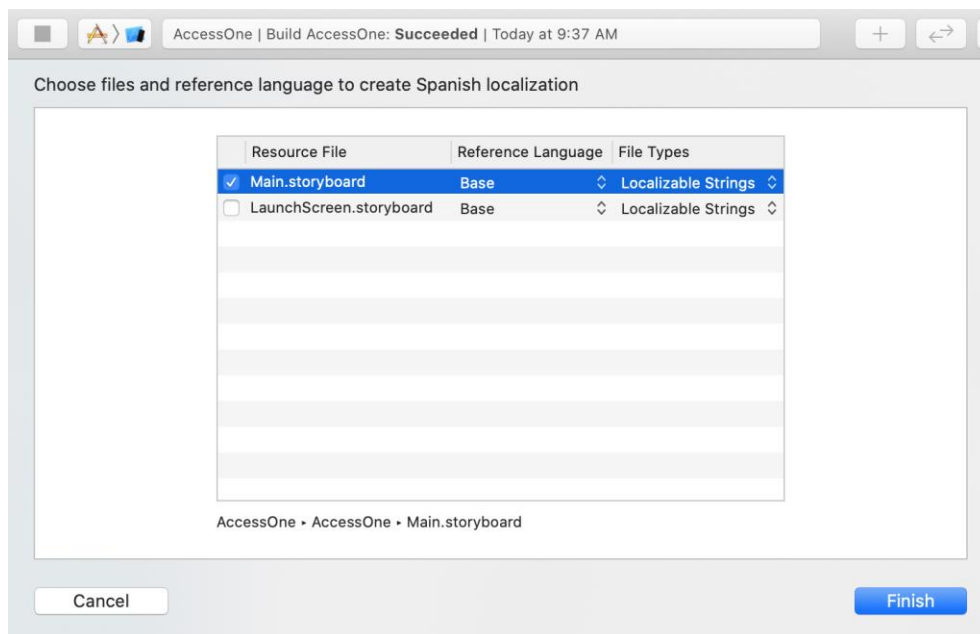 AccessOne | Build AccessOne: Succeeded | Today at 9:37 AM
Choose files and reference language to create Spanish localization
Resource File Reference Language File Types
Main.storyboard Base Localizable Strings
LaunchScreen.storyboard Base Localizable Strings
AccessOne ▸ AccessOne ▸ Main.storyboard
Cancel Finish